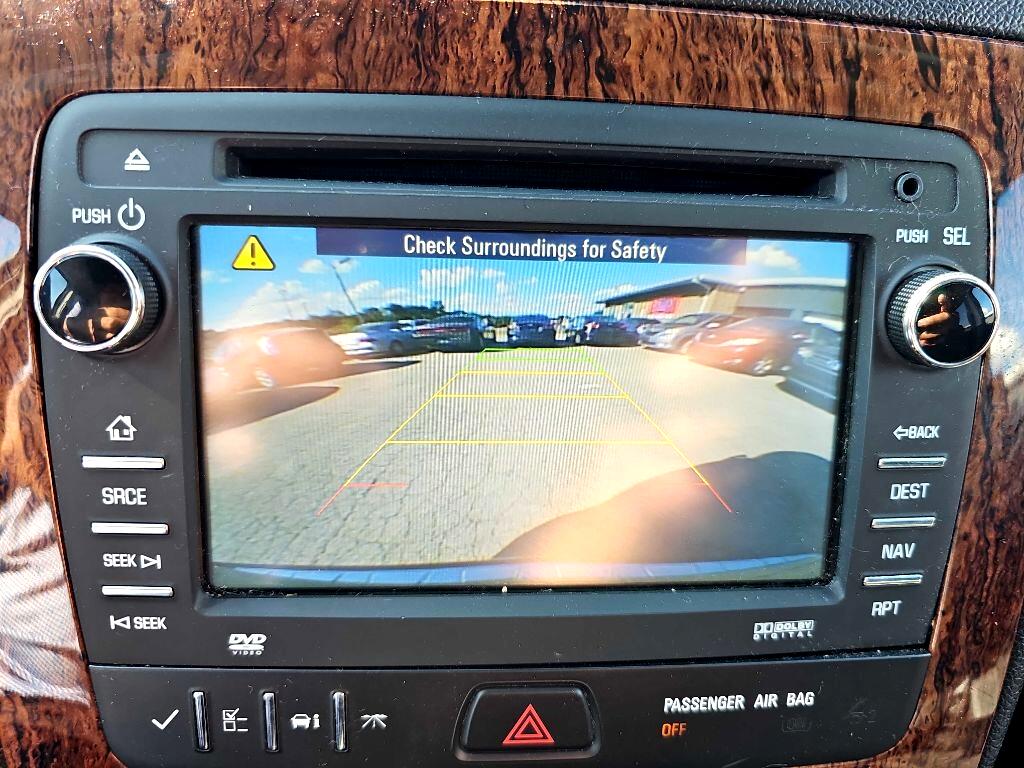 PUSH
Check Surroundings for Safety
PUSH SEL
BACK
SRCE
DEST
SEEK
NAV
SEEK
RPT
DVD
VIDEO
DOLBY
DIGITAL
PASSENGER AIR BAG
OFF